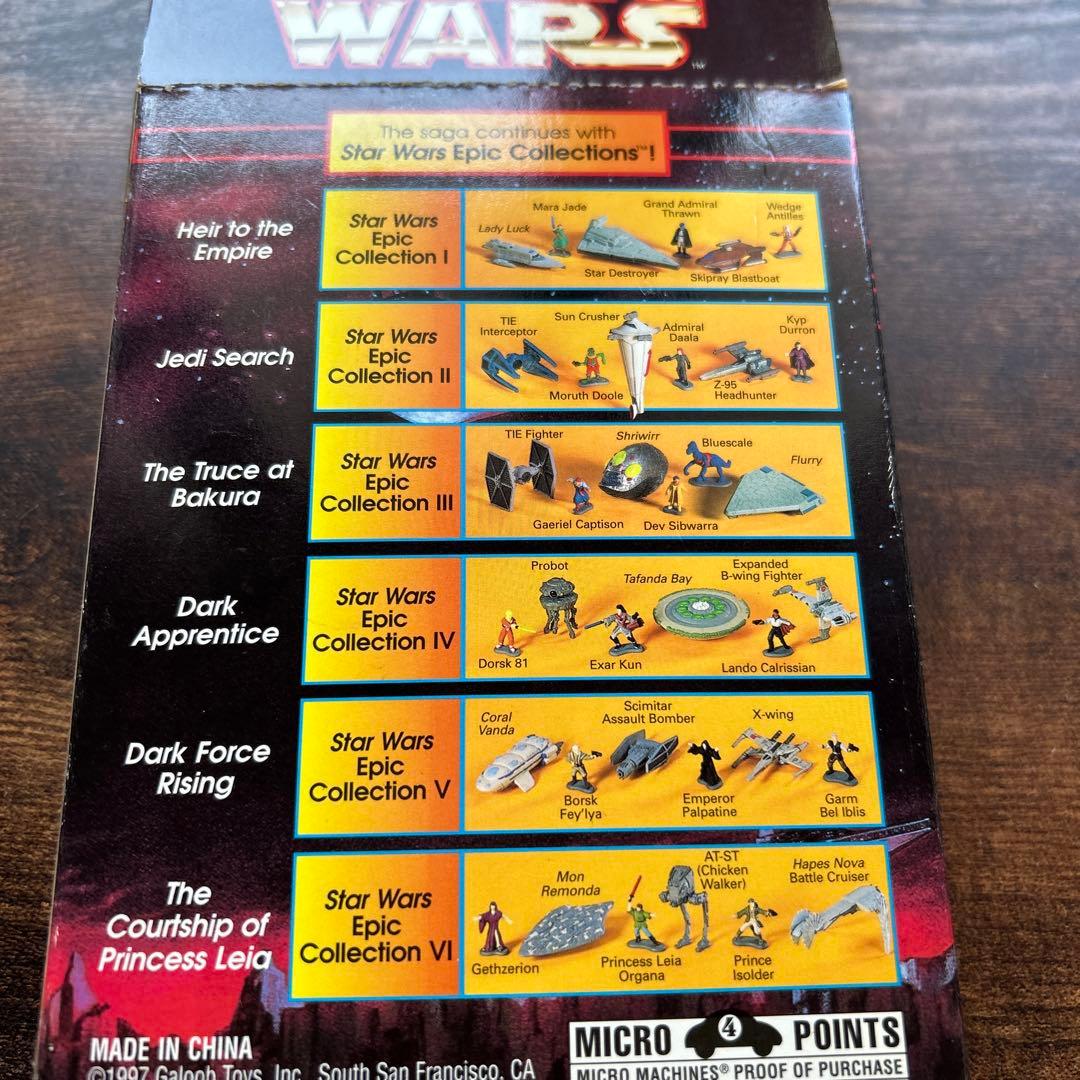 WARS
TM
The saga continues with
Star Wars Epic Collections™!
Heir to the
Empire
Star Wars
Epic
Collection I
Lady Luck
Mara Jade
Star Destroyer
Grand Admiral
Thrawn
Skipray Blastboat
Wedge
Antilles
Jedi Search
Star Wars
Epic
Collection II
TIE
Interceptor
Moruth Doole
Sun Crusher
Admiral
Daala
Z-95
Headhunter
Kyp
Durron
The Truce at
Bakura
Star Wars
Epic
Collection III
TIE Fighter
Gaeriel Captison
Shriwirr
Dev Sibwarra
Bluescale
Flurry
Dark
Apprentice
Star Wars
Epic
Collection IV
Dorsk 81
Probot
Exar Kun
Tafanda Bay
Lando Calrissian
Expanded
B-wing Fighter
Dark Force
Rising
Star Wars
Epic
Collection V
Coral
Vanda
Borsk
Fey'lya
Scimitar
Assault Bomber
Emperor
Palpatine
X-wing
Garm
Bel Iblis
The
Courtship of
Princess Leia
Star Wars
Epic
Collection VI
Gethzerion
Mon
Remonda
Princess Leia
Organa
AT-ST
(Chicken
Walker)
Prince
Isolder
Hapes Nova
Battle Cruiser
MADE IN CHINA
©1997 Galoob Toys, Inc. South San Francisco, CA
MICRO 4 POINTS
MICRO MACHINES® PROOF OF PURCHASE